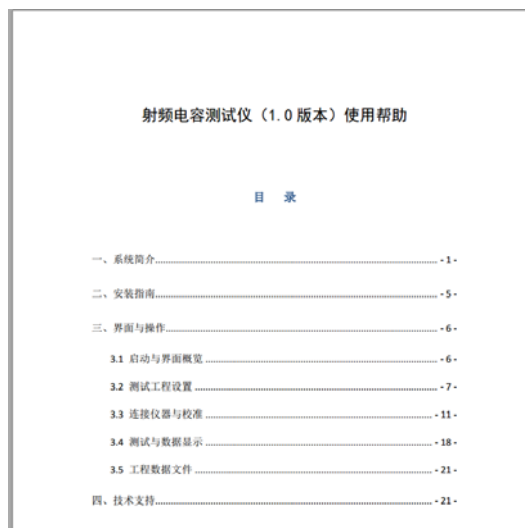 射频电容测试仪（1.0 版本）使用帮助
目 录
一、系统简介........................................................ - 1 -
二、安装指南........................................................ - 5 -
三、界面与操作........................................................ - 6 -
3.1 启动与界面概览........................................................ - 6 -
3.2 测试工程设置........................................................ - 7 -
3.3 连接仪器与校准........................................................ - 11 -
3.4 测试与数据显示........................................................ - 18 -
3.5 工程数据文件........................................................ - 21 -
四、技术支持........................................................ - 21 -